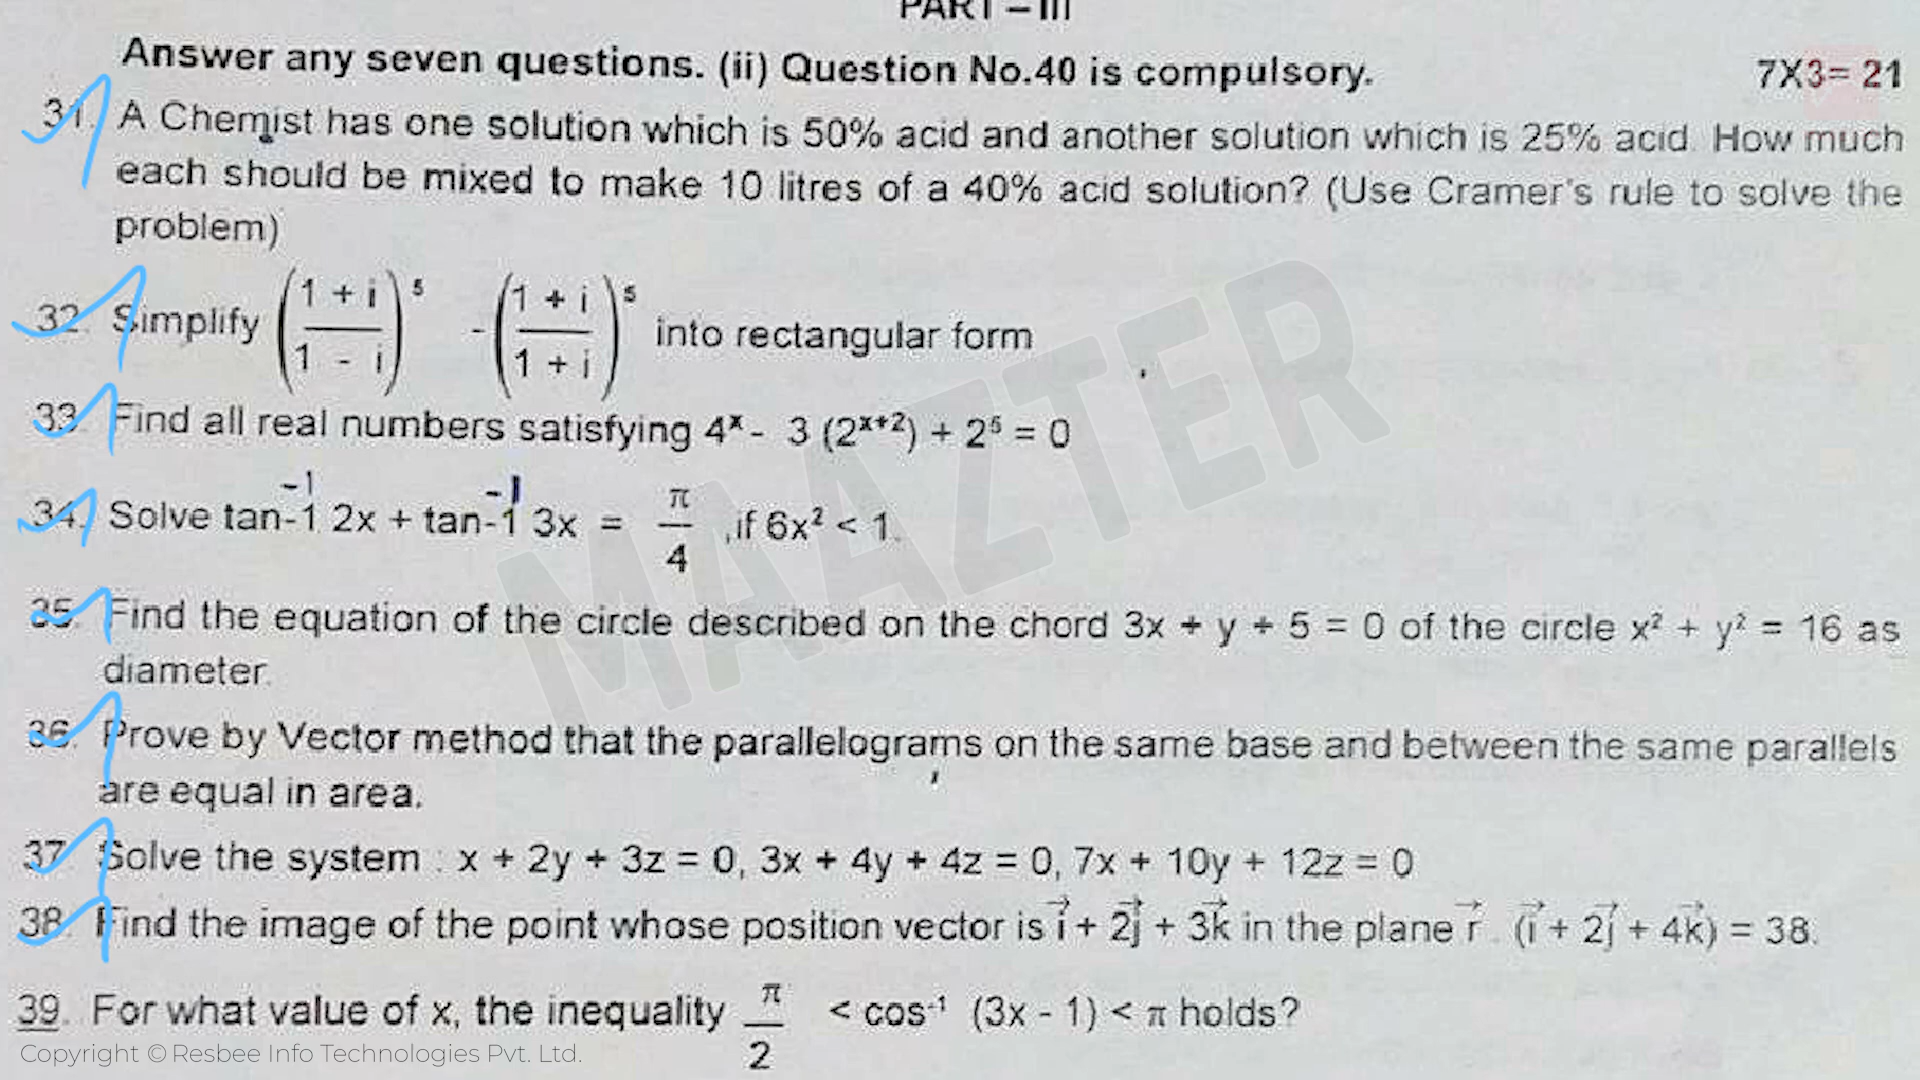 PART – III
Answer any seven questions. (ii) Question No.40 is compulsory. 7X3= 21
31. A Chemist has one solution which is 50% acid and another solution which is 25% acid. How much
each should be mixed to make 10 litres of a 40% acid solution? (Use Cramer's rule to solve the
problem)
32. Simplify ((1 + i)/(1 - i))⁵ - ((1 + i)/(1 + i))⁵ into rectangular form
33. Find all real numbers satisfying 4ˣ - 3 (2ˣ⁺²) + 2⁵ = 0
-1 -1
34. Solve tan-1 2x + tan-1 3x = π/4 ,if 6x² < 1.
35. Find the equation of the circle described on the chord 3x + y + 5 = 0 of the circle x² + y² = 16 as
diameter.
36. Prove by Vector method that the parallelograms on the same base and between the same parallels
are equal in area.
37. Solve the system : x + 2y + 3z = 0, 3x + 4y + 4z = 0, 7x + 10y + 12z = 0
38. Find the image of the point whose position vector is i⃗ + 2j⃗ + 3k⃗ in the plane r⃗ . (i⃗ + 2j⃗ + 4k⃗) = 38.
39. For what value of x, the inequality π/2 < cos⁻¹ (3x - 1) < π holds?
MAAZTER
Copyright © Resbee Info Technologies Pvt. Ltd.